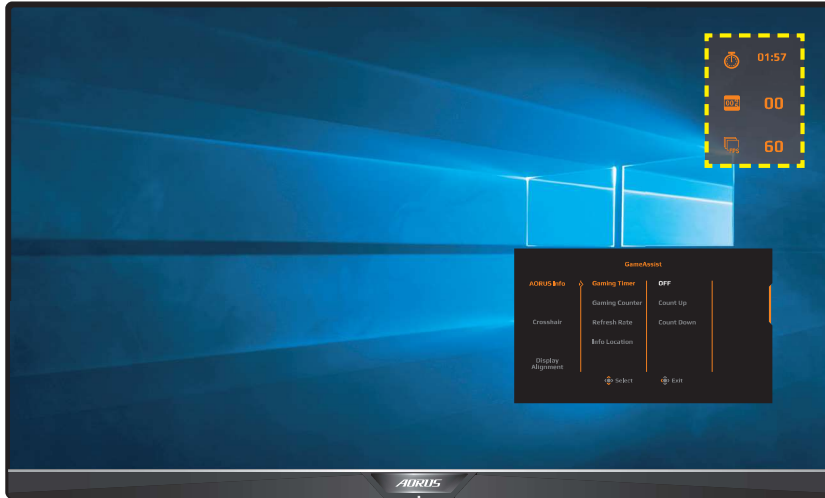 01:57
00
60
FPS
GameAssist
AORUS Info
Gaming Timer
OFF
Gaming Counter
Count Up
Crosshair
Refresh Rate
Count Down
Info Location
Display
Alignment
Select
Exit
AORUS